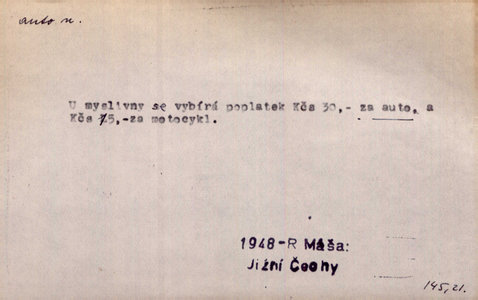 auto n.
U myslivny se vybírá poplatek Kčs 30,- za auto, a
Kčs 15,-za motocykl.
1948-R Máša:
Jižní Čechy
145,21.